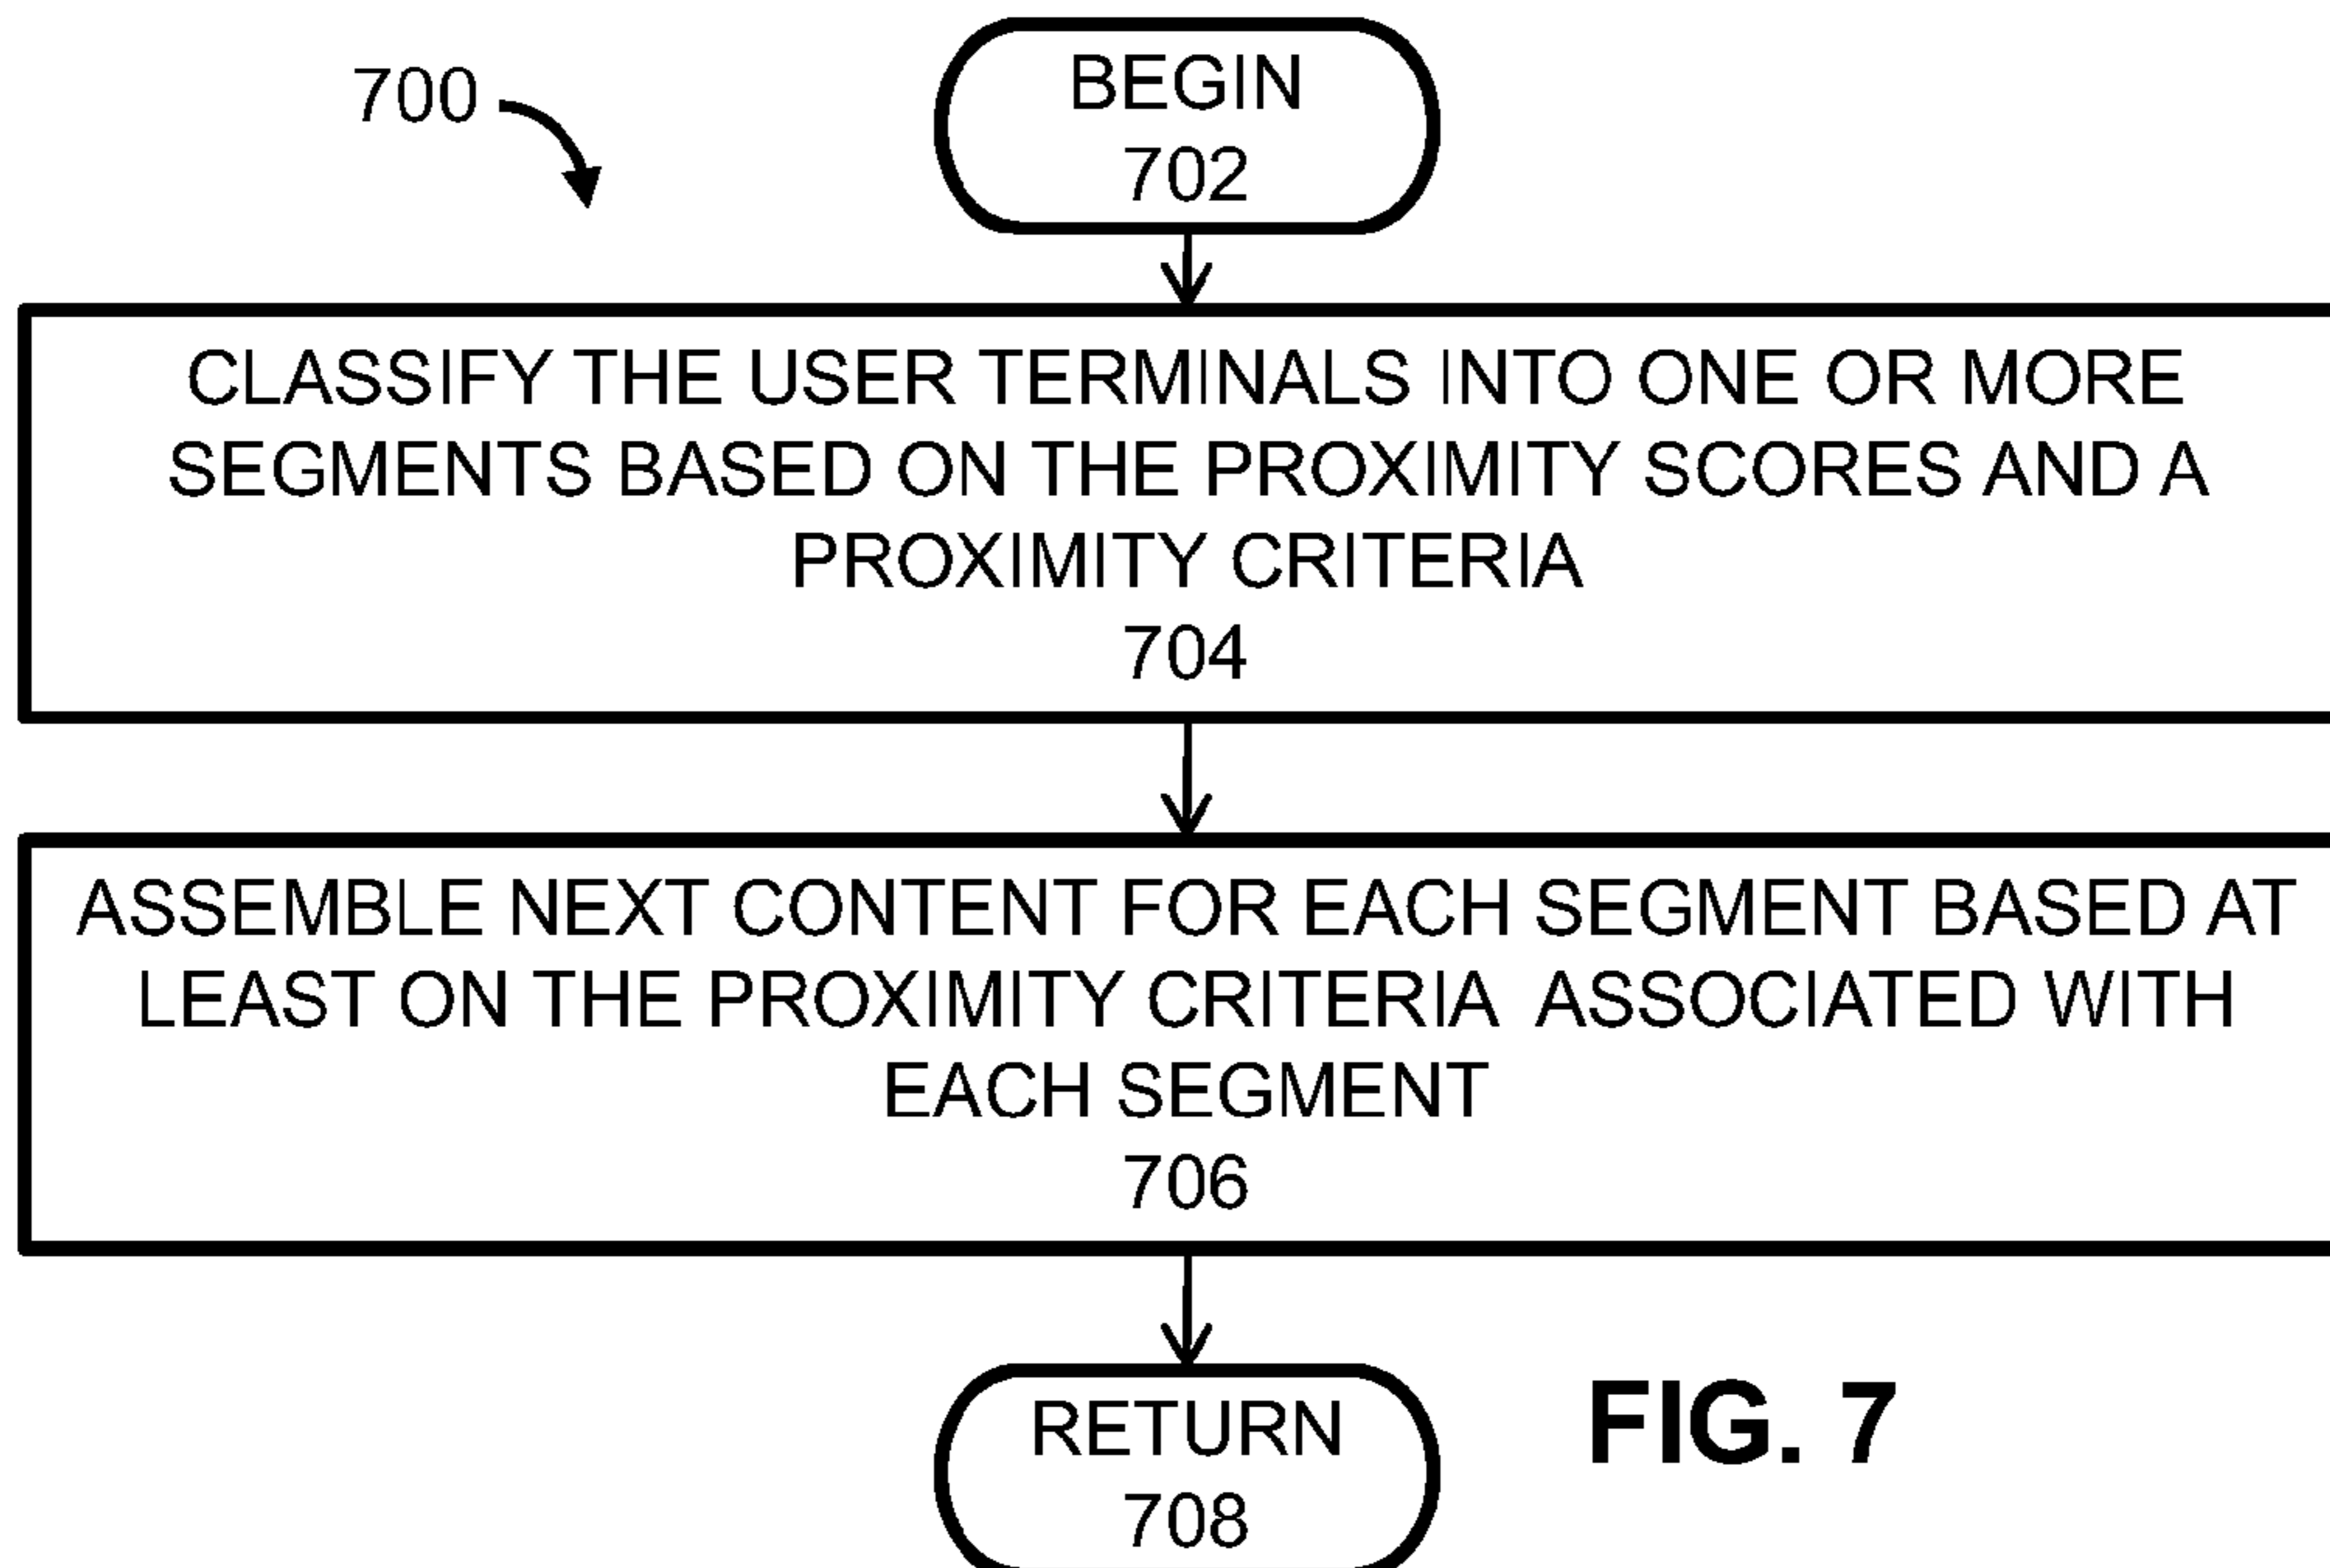 700
BEGIN
702
CLASSIFY THE USER TERMINALS INTO ONE OR MORE
SEGMENTS BASED ON THE PROXIMITY SCORES AND A
PROXIMITY CRITERIA
704
ASSEMBLE NEXT CONTENT FOR EACH SEGMENT BASED AT
LEAST ON THE PROXIMITY CRITERIA ASSOCIATED WITH
EACH SEGMENT
706
RETURN
708
FIG. 7